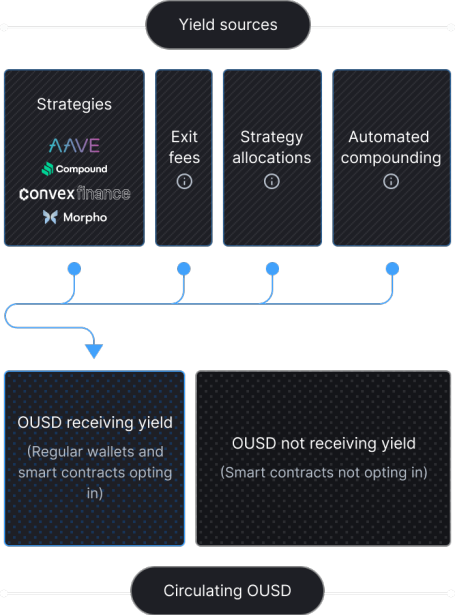 Yield sources
Strategies
AAVE
Compound
Convex finance
Morpho
Exit
fees
Strategy
allocations
Automated
compounding
OUSD receiving yield
(Regular wallets and
smart contracts opting
in)
OUSD not receiving yield
(Smart contracts not opting in)
Circulating OUSD